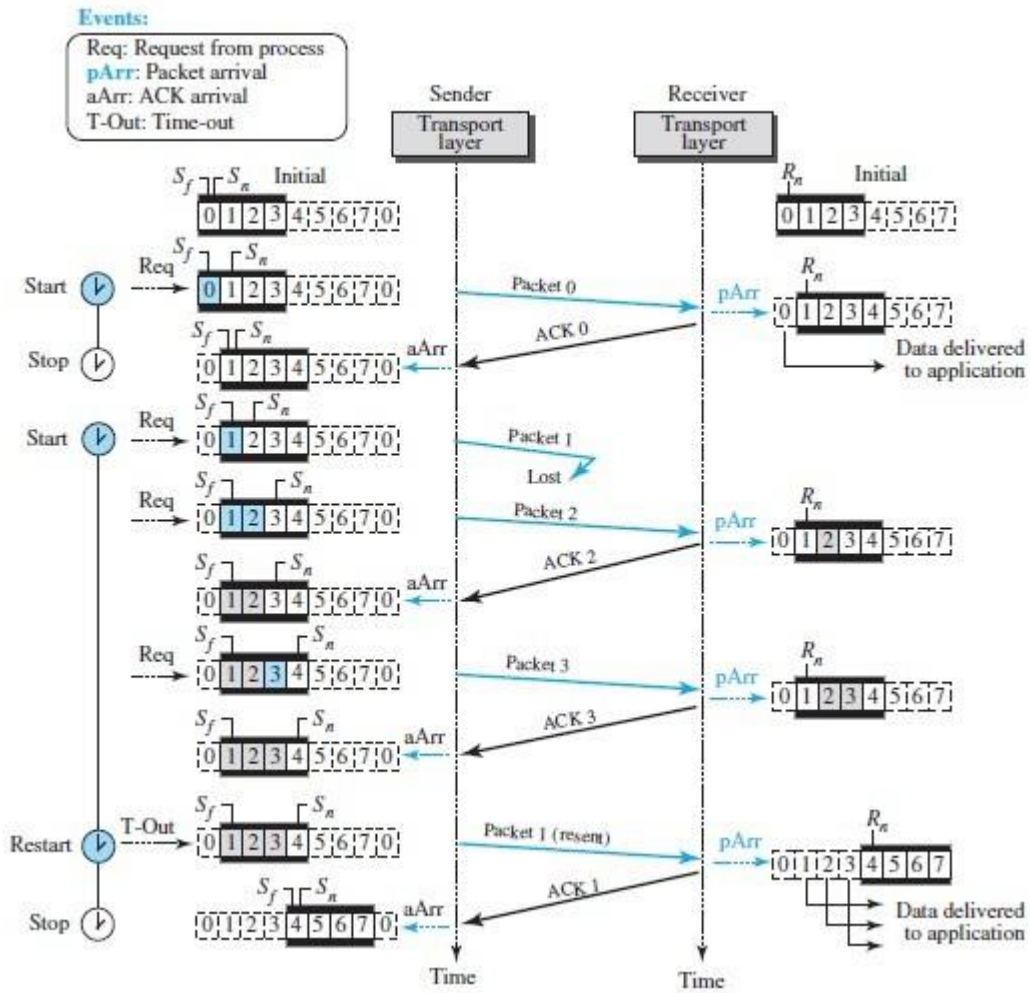 Events:
Req: Request from process
pArr: Packet arrival
aArr: ACK arrival
T-Out: Time-out
Sender
Receiver
Transport layer
Transport layer
Sf Sn Initial
0 1 2 3 4 5 6 7 0
Rn Initial
0 1 2 3 4 5 6 7
Start
Req
Sf Sn
0 1 2 3 4 5 6 7 0
Packet 0
pArr
Rn
0 1 2 3 4 5 6 7
Stop
Sf Sn
0 1 2 3 4 5 6 7 0
aArr
ACK 0
Data delivered
to application
Start
Req
Sf Sn
0 1 2 3 4 5 6 7 0
Packet 1
Lost
Req
Sf Sn
0 1 2 3 4 5 6 7 0
Packet 2
pArr
Rn
0 1 2 3 4 5 6 7
Sf Sn
0 1 2 3 4 5 6 7 0
aArr
ACK 2
Req
Sf Sn
0 1 2 3 4 5 6 7 0
Packet 3
pArr
Rn
0 1 2 3 4 5 6 7
Sf Sn
0 1 2 3 4 5 6 7 0
aArr
ACK 3
Restart
T-Out
Sf Sn
0 1 2 3 4 5 6 7 0
Packet 1 (resent)
pArr
Rn
0 1 2 3 4 5 6 7
Stop
Sf Sn
0 1 2 3 4 5 6 7 0
aArr
ACK 1
Data delivered
to application
Time
Time